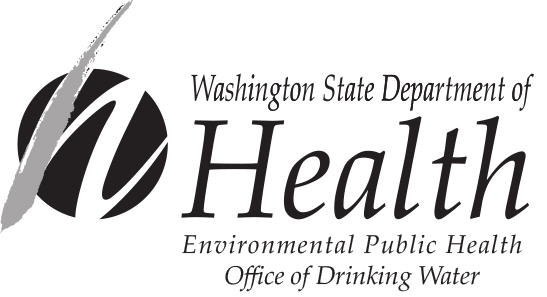 Washington State Department of
Health
Environmental Public Health
Office of Drinking Water